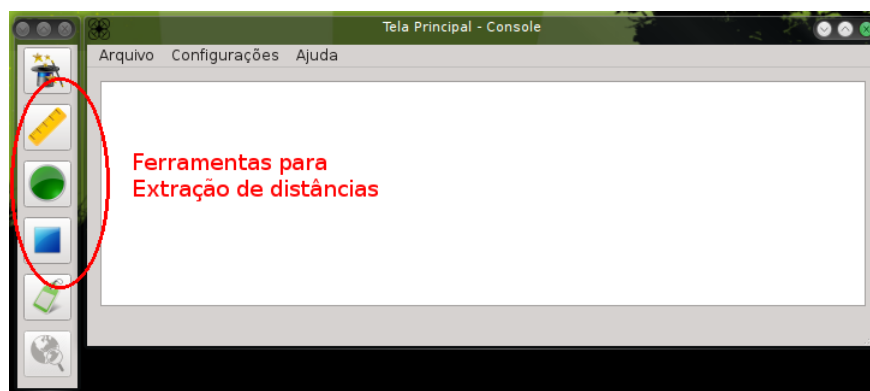 Tela Principal - Console
Arquivo Configurações Ajuda
Ferramentas para
Extração de distâncias